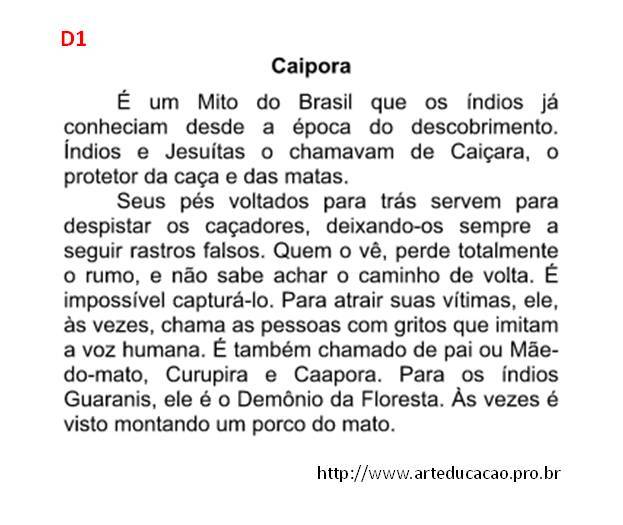 D1
Caipora
É um Mito do Brasil que os índios já
conheciam desde a época do descobrimento.
Índios e Jesuítas o chamavam de Caiçara, o
protetor da caça e das matas.
Seus pés voltados para trás servem para
despistar os caçadores, deixando-os sempre a
seguir rastros falsos. Quem o vê, perde totalmente
o rumo, e não sabe achar o caminho de volta. É
impossível capturá-lo. Para atrair suas vítimas, ele,
às vezes, chama as pessoas com gritos que imitam
a voz humana. É também chamado de pai ou Mãe-
do-mato, Curupira e Caapora. Para os índios
Guaranis, ele é o Demônio da Floresta. Às vezes é
visto montando um porco do mato.
http://www.arteducacao.pro.br